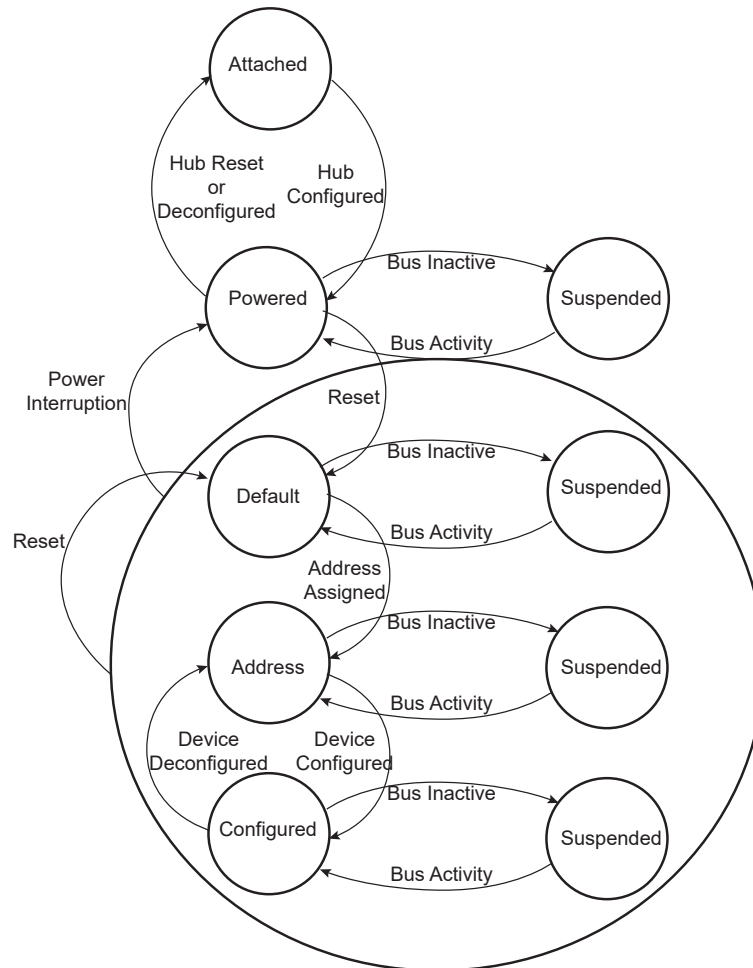 Attached
Hub Reset
or
Deconfigured
Hub
Configured
Powered
Bus Inactive
Suspended
Bus Activity
Power
Interruption
Reset
Default
Bus Inactive
Suspended
Bus Activity
Reset
Address
Assigned
Address
Bus Inactive
Suspended
Bus Activity
Device
Deconfigured
Device
Configured
Configured
Bus Inactive
Suspended
Bus Activity